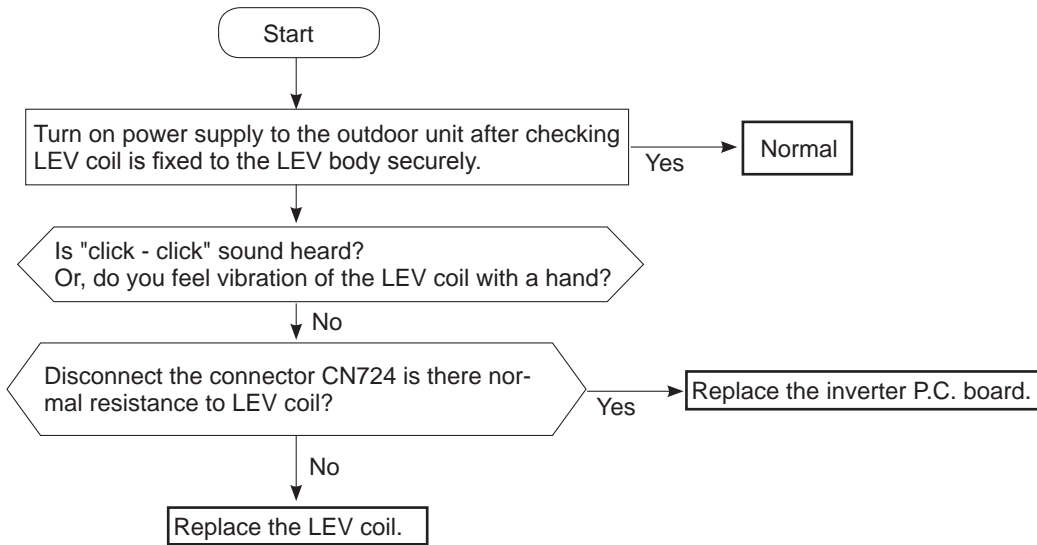 Start
Turn on power supply to the outdoor unit after checking
LEV coil is fixed to the LEV body securely.
Yes
Normal
Is "click - click" sound heard?
Or, do you feel vibration of the LEV coil with a hand?
No
Disconnect the connector CN724 is there nor-
mal resistance to LEV coil?
Yes
Replace the inverter P.C. board.
No
Replace the LEV coil.